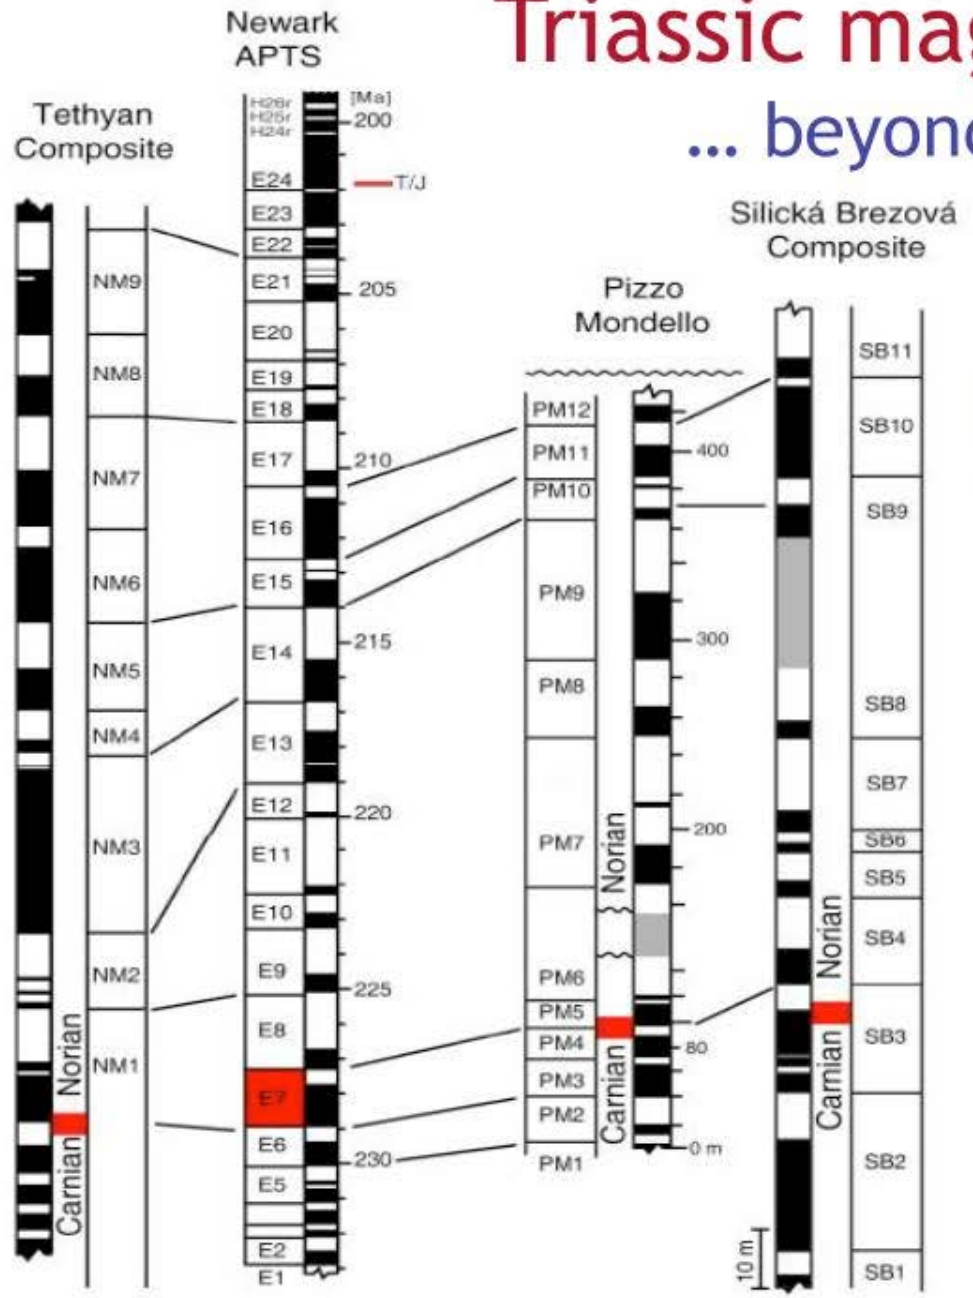 Triassic mag
... beyond
Newark
APTS
Tethyan
Composite
Silická Brezová
Composite
Pizzo
Mondello
[Ma]
H26r
H25r
H24r
E24
E23
E22
E21
E20
E19
E18
E17
E16
E15
E14
E13
E12
E11
E10
E9
E8
E7
E6
E5
E2
E1
200
T/J
205
210
215
220
225
230
NM9
NM8
NM7
NM6
NM5
NM4
NM3
NM2
NM1
Norian
Carnian
PM12
PM11
PM10
PM9
PM8
PM7
PM6
PM5
PM4
PM3
PM2
PM1
Norian
Carnian
400
300
200
80
0 m
SB11
SB10
SB9
SB8
SB7
SB6
SB5
SB4
SB3
SB2
SB1
Norian
Carnian
10 m